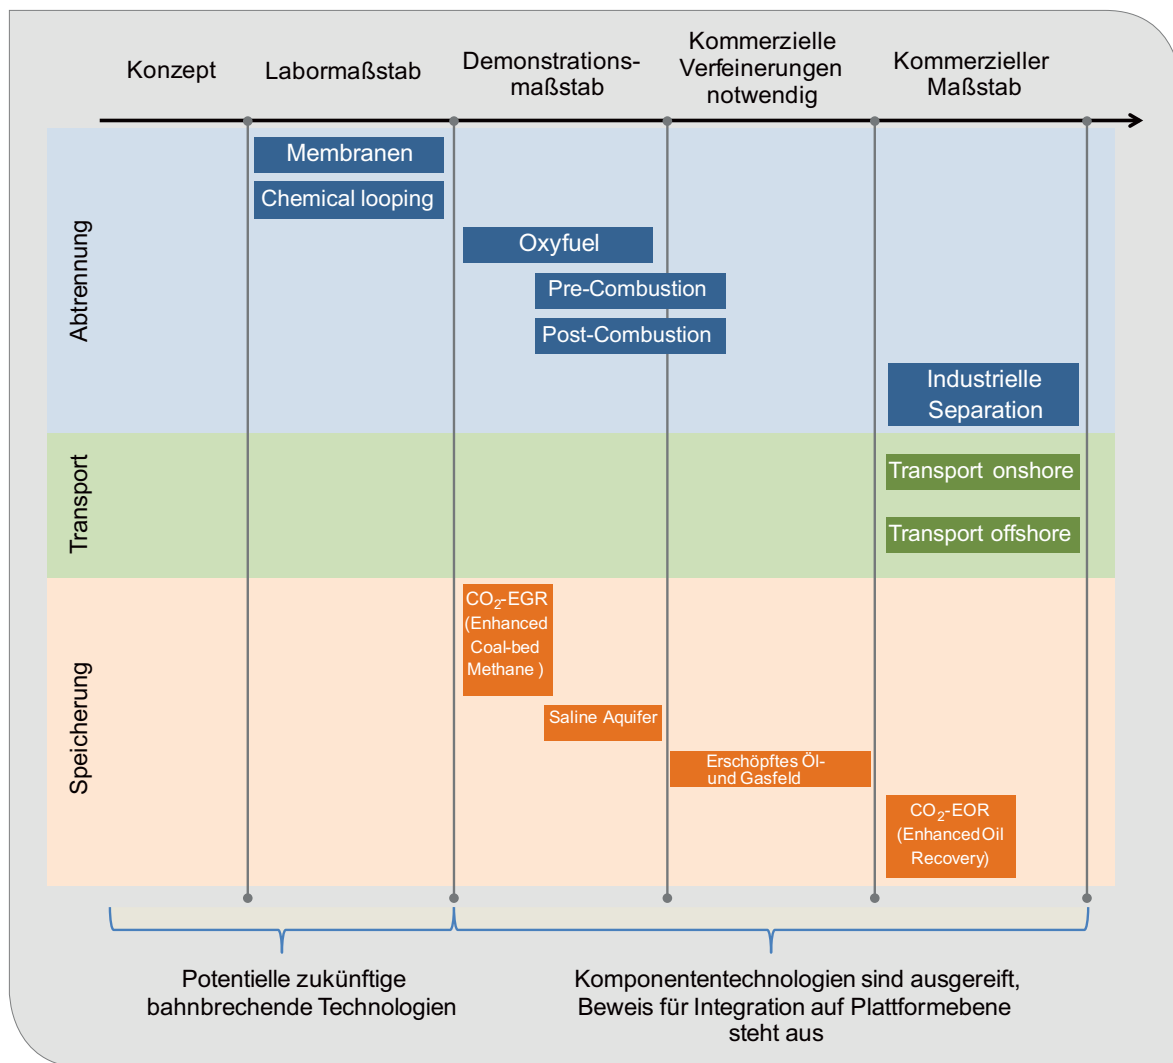 Konzept
Labormaßstab
Demonstrations-
maßstab
Kommerzielle
Verfeinerungen
notwendig
Kommerzieller
Maßstab
Abtrennung
Membranen
Chemical looping
Oxyfuel
Pre-Combustion
Post-Combustion
Industrielle
Separation
Transport
Transport onshore
Transport offshore
Speicherung
CO₂-EGR
(Enhanced
Coal-bed
Methane )
Saline Aquifer
Erschöpftes Öl-
und Gasfeld
CO₂-EOR
(Enhanced Oil
Recovery)
Potentielle zukünftige
bahnbrechende Technologien
Komponententechnologien sind ausgereift,
Beweis für Integration auf Plattformebene
steht aus